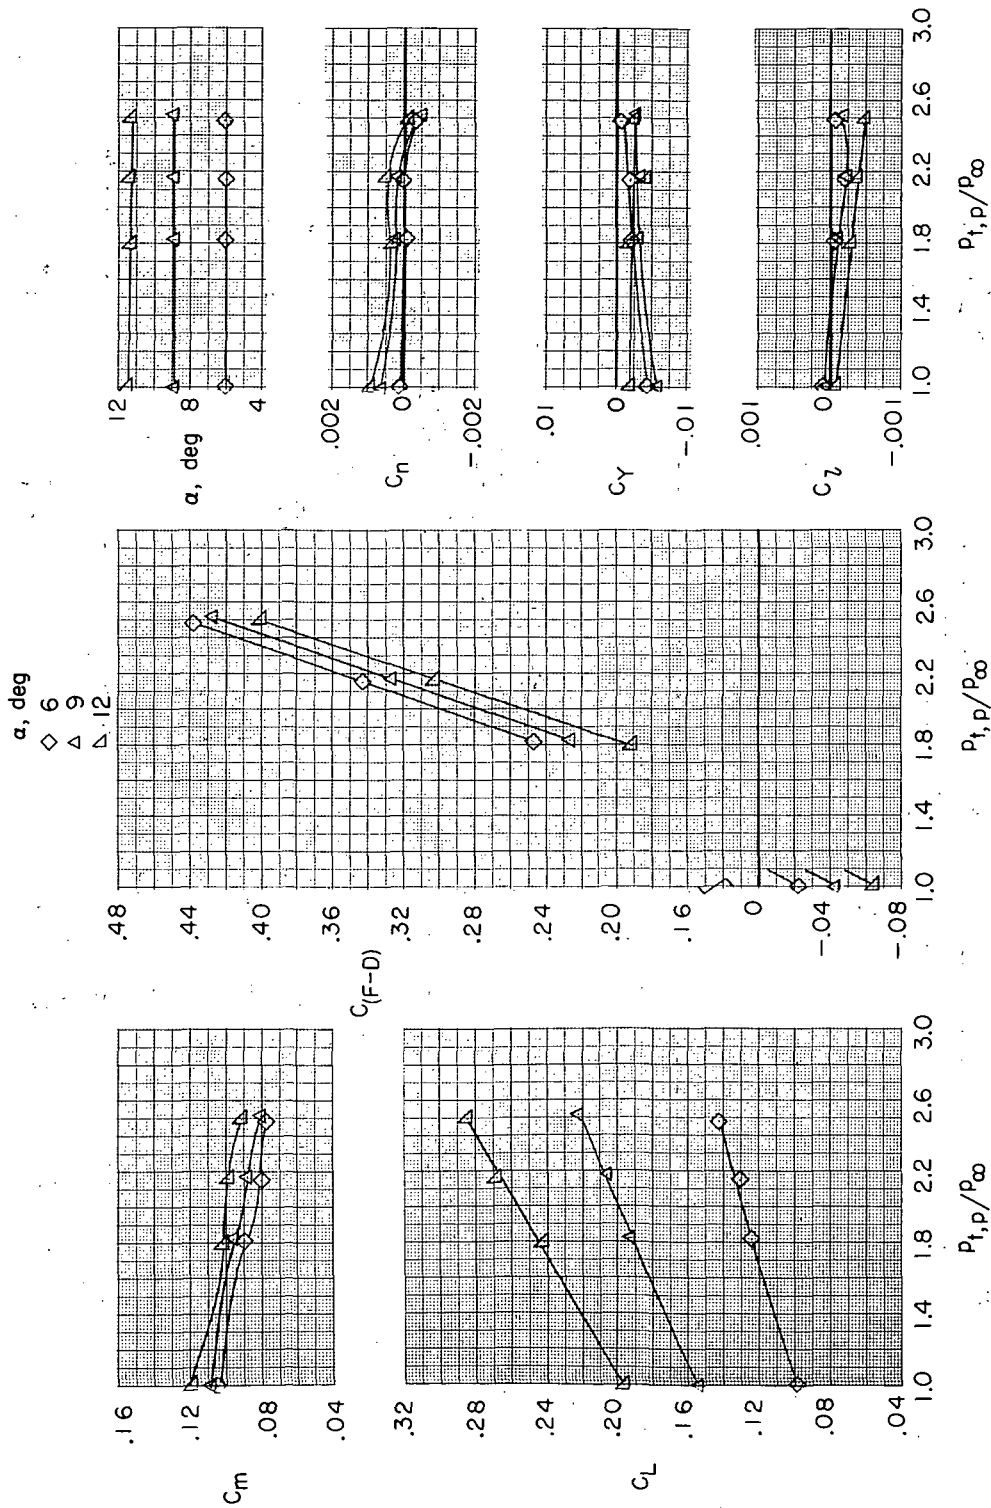 α, deg
◇ 6
△ 9
▷ 12
.16
.12
.08
.04
C_m
.32
.28
.24
.20
.16
.12
.08
.04
C_L
1.0 1.4 1.8 2.2 2.6 3.0
p_t,p/p_∞
.48
.40
.32
.24
.20
.16
0
-.04
-.08
C_(F-D)
1.0 1.4 1.8 2.2 2.6 3.0
p_t,p/p_∞
12
8
4
α, deg
.002
0
-.002
C_n
.01
0
-.01
C_Y
.001
0
-.001
C_l
1.0 1.4 1.8 2.2 2.6 3.0
p_t,p/p_∞